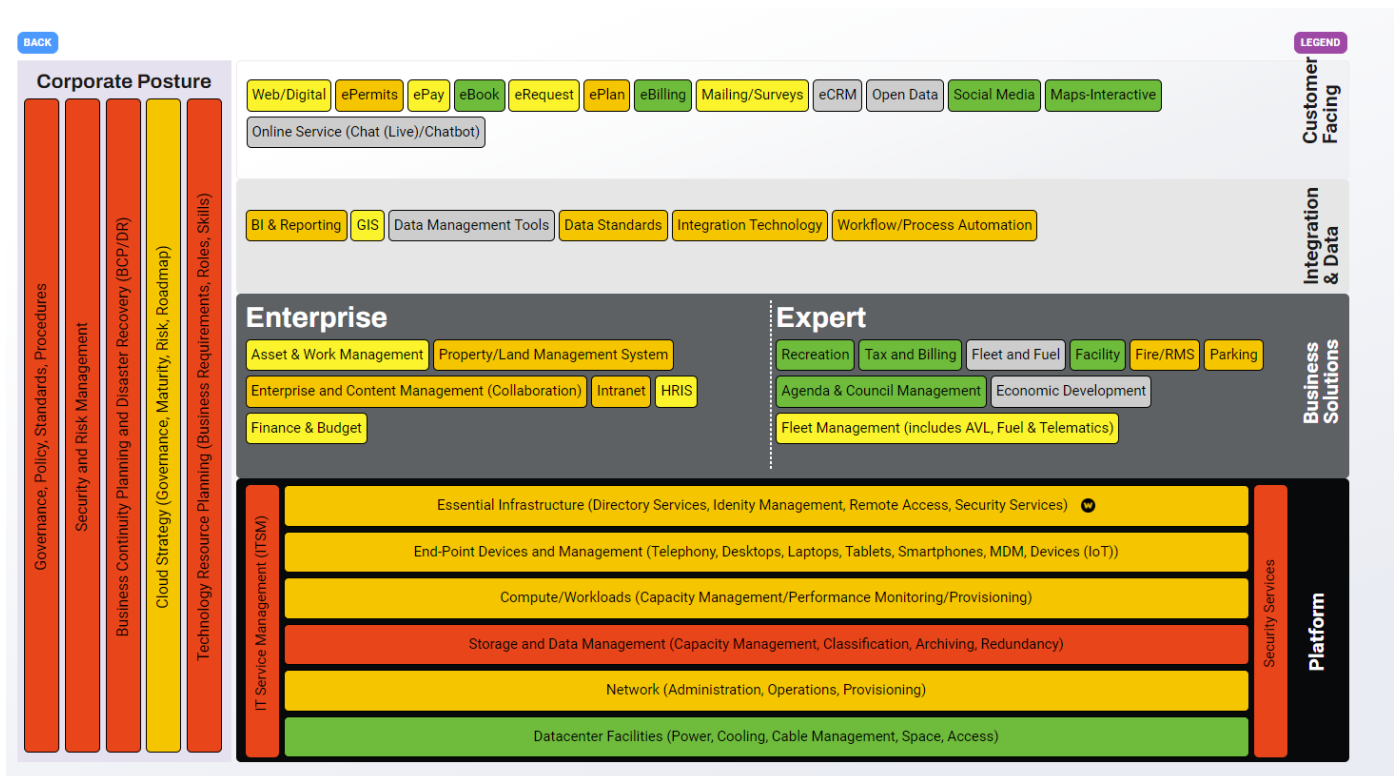 BACK
LEGEND
Corporate Posture
Governance, Policy, Standards, Procedures
Security and Risk Management
Business Continuity Planning and Disaster Recovery (BCP/DR)
Cloud Strategy (Governance, Maturity, Risk, Roadmap)
Technology Resource Planning (Business Requirements, Roles, Skills)
Web/Digital ePermits ePay eBook eRequest ePlan eBilling Mailing/Surveys eCRM Open Data Social Media Maps-Interactive
Online Service (Chat (Live)/Chatbot)
Customer
Facing
BI & Reporting GIS Data Management Tools Data Standards Integration Technology Workflow/Process Automation
Integration
& Data
Enterprise
Asset & Work Management Property/Land Management System
Enterprise and Content Management (Collaboration) Intranet HRIS
Finance & Budget
Expert
Recreation Tax and Billing Fleet and Fuel Facility Fire/RMS Parking
Agenda & Council Management Economic Development
Fleet Management (includes AVL, Fuel & Telematics)
Business
Solutions
IT Service Management (ITSM)
Essential Infrastructure (Directory Services, Idenity Management, Remote Access, Security Services) W
End-Point Devices and Management (Telephony, Desktops, Laptops, Tablets, Smartphones, MDM, Devices (IoT))
Compute/Workloads (Capacity Management/Performance Monitoring/Provisioning)
Storage and Data Management (Capacity Management, Classification, Archiving, Redundancy)
Network (Administration, Operations, Provisioning)
Datacenter Facilities (Power, Cooling, Cable Management, Space, Access)
Security Services
Platform